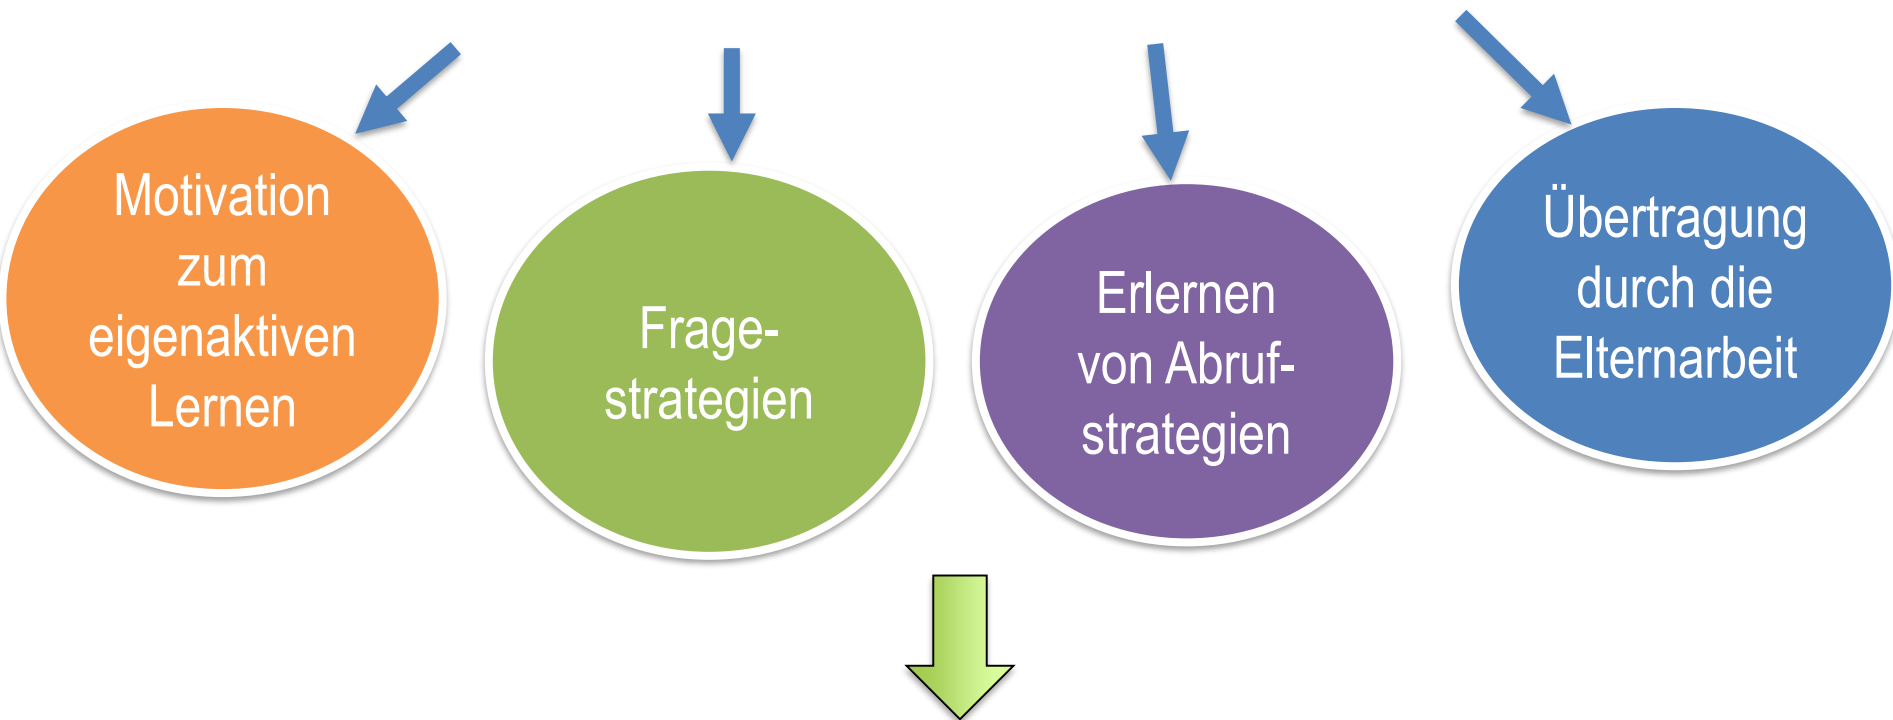 Motivation
zum
eigenaktiven
Lernen
Frage-
strategien
Erlernen
von Abruf-
strategien
Übertragung
durch die
Elternarbeit